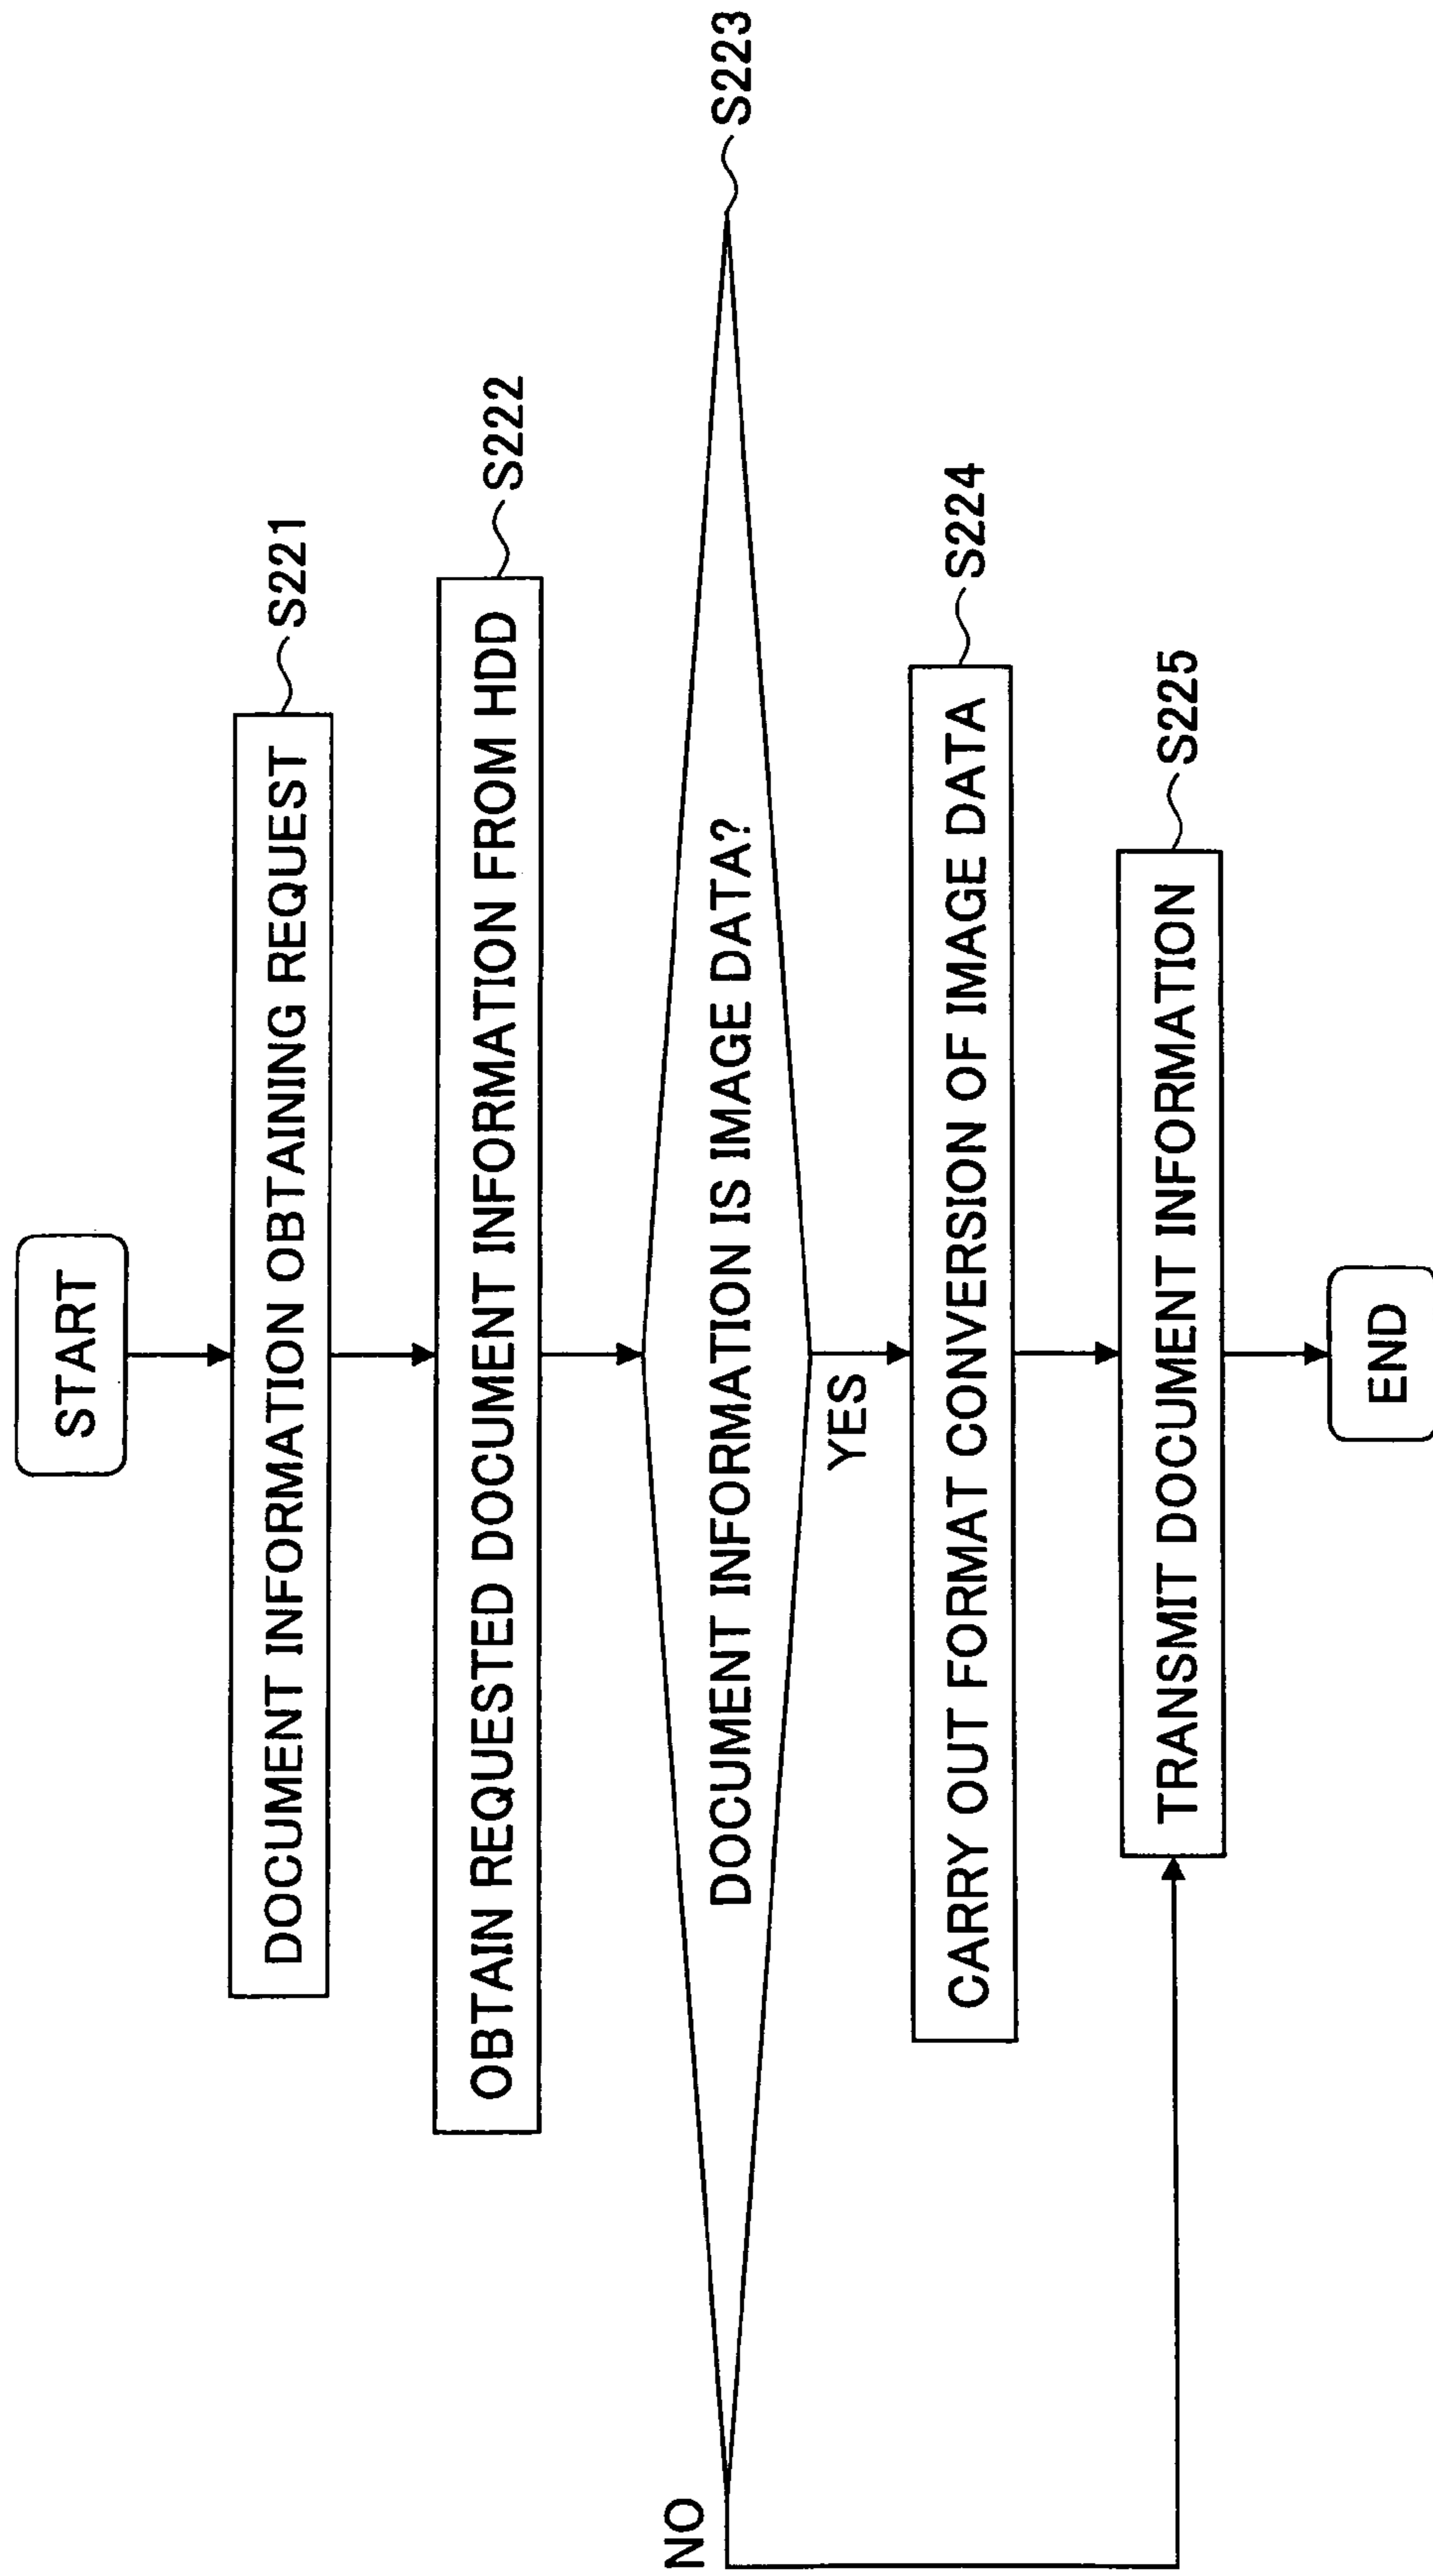 START
DOCUMENT INFORMATION OBTAINING REQUEST
S221
OBTAIN REQUESTED DOCUMENT INFORMATION FROM HDD
S222
DOCUMENT INFORMATION IS IMAGE DATA?
S223
NO
YES
CARRY OUT FORMAT CONVERSION OF IMAGE DATA
S224
TRANSMIT DOCUMENT INFORMATION
S225
END